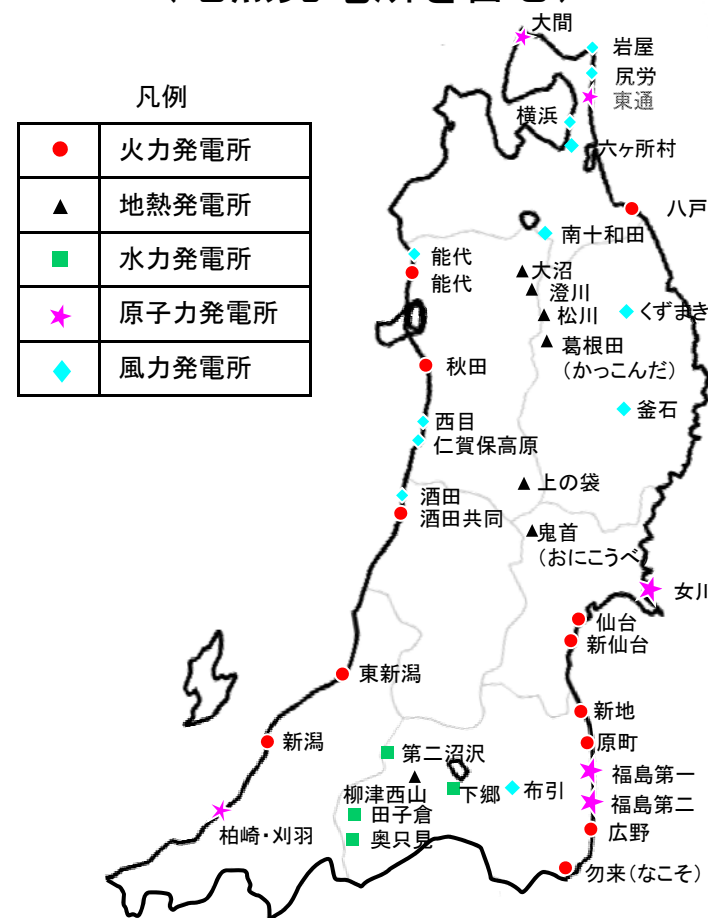 大間
岩屋
尻労
東通
横浜
六ヶ所村
凡例
火力発電所
地熱発電所
水力発電所
原子力発電所
風力発電所
八戸
南十和田
能代
能代
大沼
澄川
松川
くずまき
葛根田
(かっこんだ)
秋田
釜石
西目
仁賀保高原
上の袋
酒田
酒田共同
鬼首
(おにこうべ
女川
仙台
新仙台
東新潟
新地
新潟
原町
第二沼沢
福島第一
柳津西山
下郷
布引
福島第二
田子倉
柏崎・刈羽
広野
奥只見
勿来(なこそ)